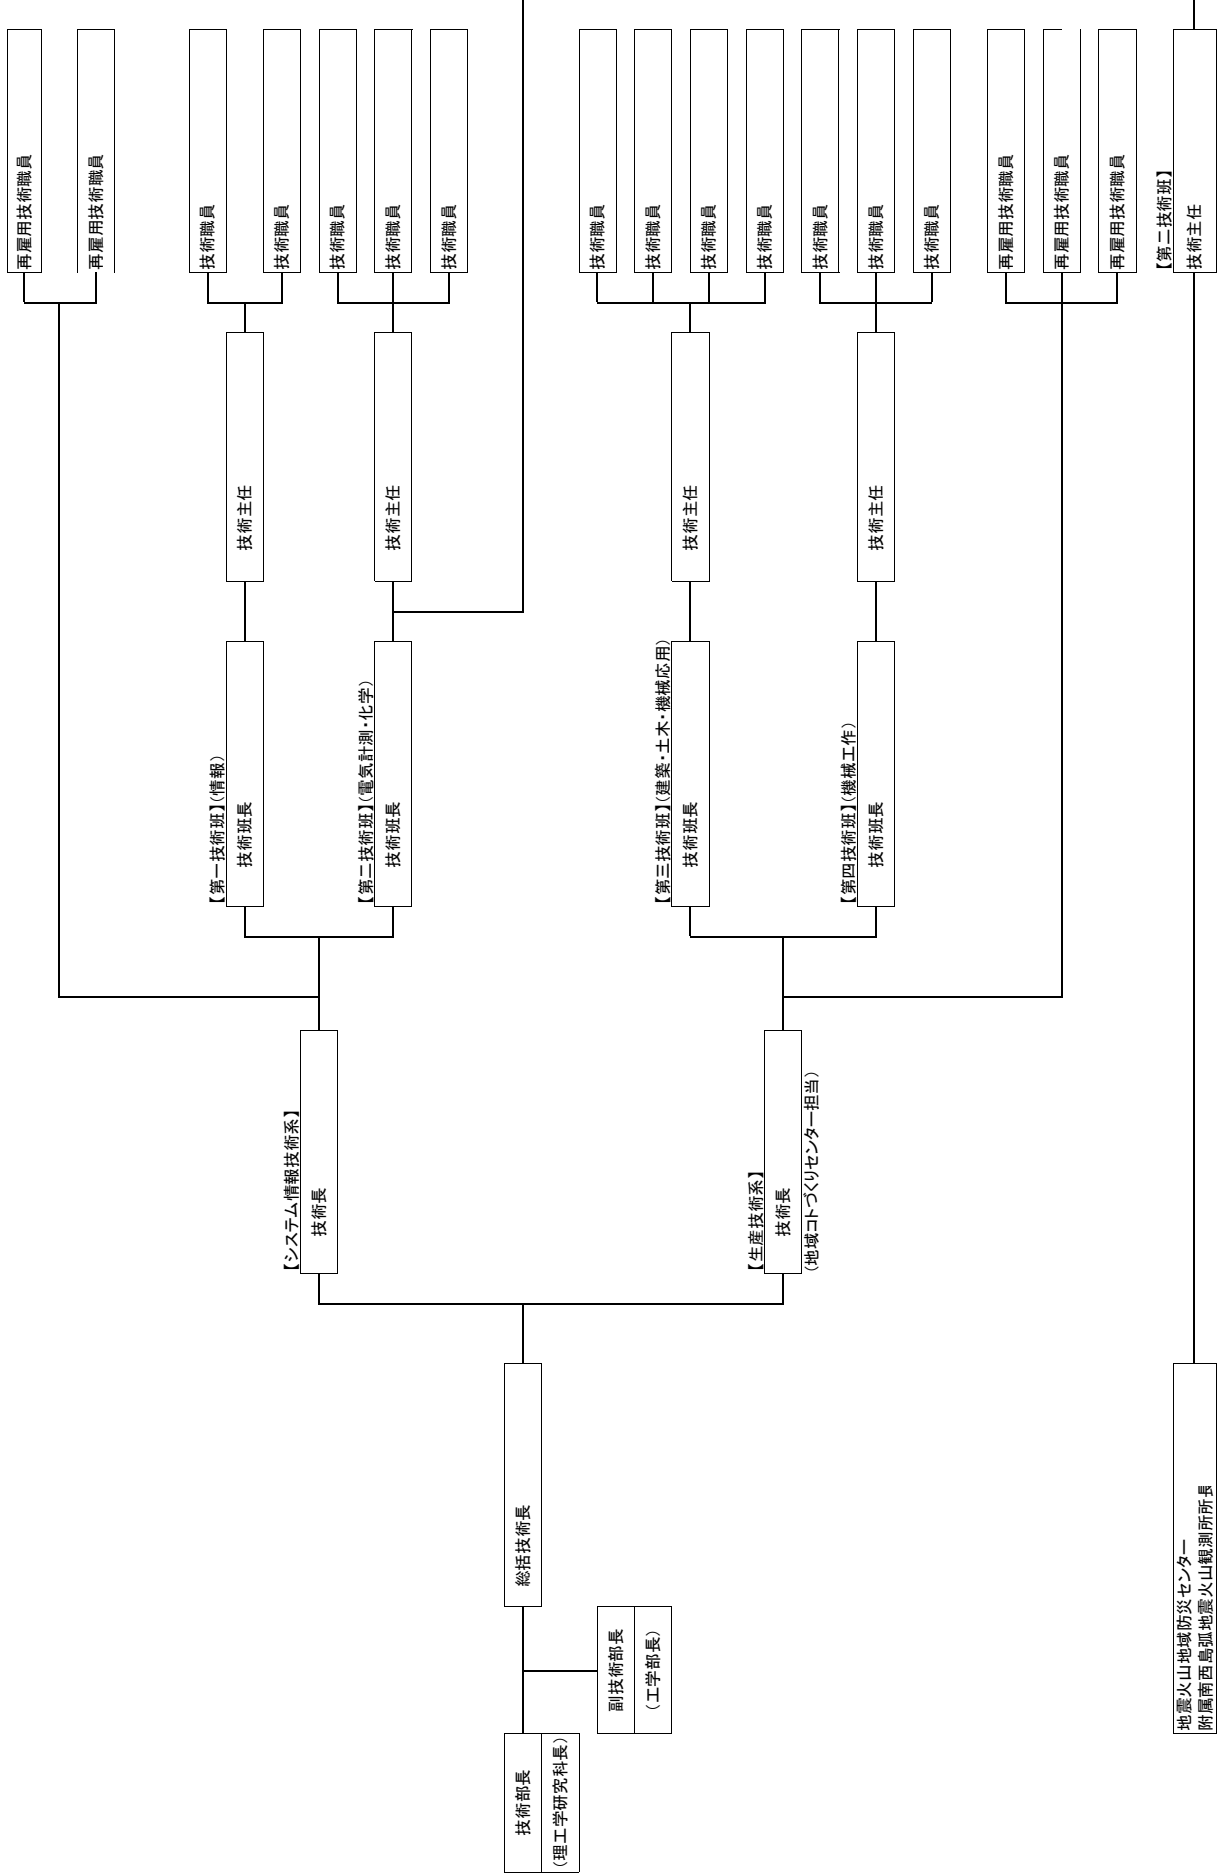 技術部長
（理工学研究科長）
副技術部長
（工学部長）
総括技術長
【システム情報技術系】
技術長
再雇用技術職員
再雇用技術職員
【第一技術班】（情報）
技術班長
技術主任
技術職員
技術職員
【第二技術班】（電気計測・化学）
技術班長
技術主任
技術職員
技術職員
技術職員
【生産技術系】
技術長
（地域コトづくりセンター担当）
【第三技術班】（建築・土木・機械応用）
技術班長
技術主任
技術職員
技術職員
技術職員
技術職員
【第四技術班】（機械工作）
技術班長
技術主任
技術職員
技術職員
技術職員
再雇用技術職員
再雇用技術職員
再雇用技術職員
地震火山地域防災センター
附属南西島弧地震火山観測所所長
【第二技術班】
技術主任